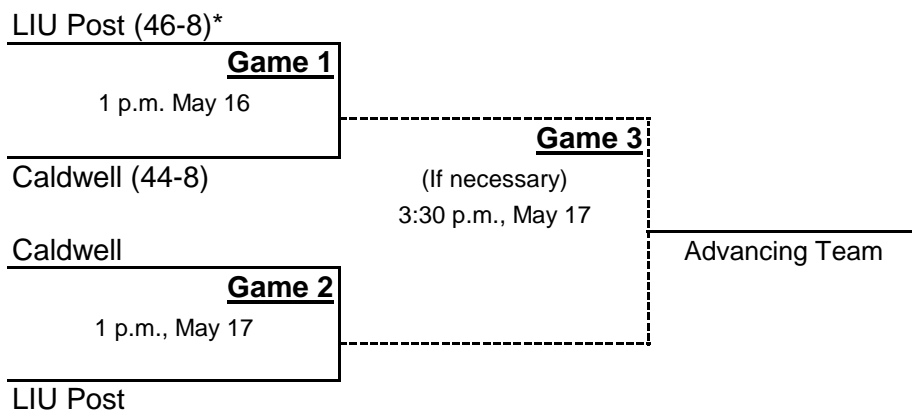 LIU Post (46-8)*
Game 1
1 p.m. May 16
Caldwell (44-8)
Game 3
(If necessary)
3:30 p.m., May 17
Caldwell
Advancing Team
Game 2
1 p.m., May 17
LIU Post